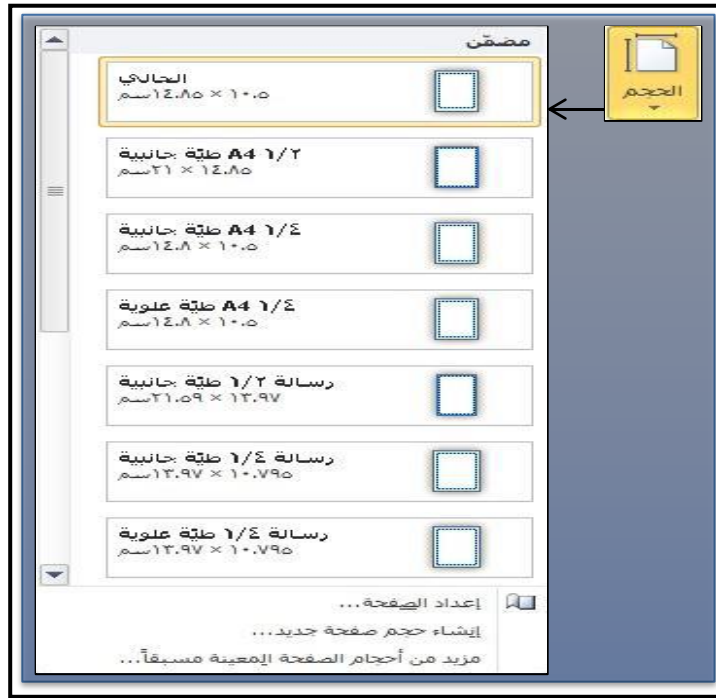 الحجم
مضمّن
الحالي
١٠.٥ × ١٤.٨٥سم
A4 ١/٢ طيّة جانبية
١٤.٨٥ × ٢١سم
A4 ١/٤ طيّة جانبية
١٠.٥ × ١٤.٨سم
A4 ١/٤ طيّة علوية
١٠.٥ × ١٤.٨سم
رسالة ١/٢ طيّة جانبية
١٣.٩٧ × ٢١.٥٩سم
رسالة ١/٤ طيّة جانبية
١٠.٧٩٥ × ١٣.٩٧سم
رسالة ١/٤ طيّة علوية
١٠.٧٩٥ × ١٣.٩٧سم
إعداد الصفحة...
إنشاء حجم صفحة جديد...
مزيد من أحجام الصفحة المعينة مسبقاً...